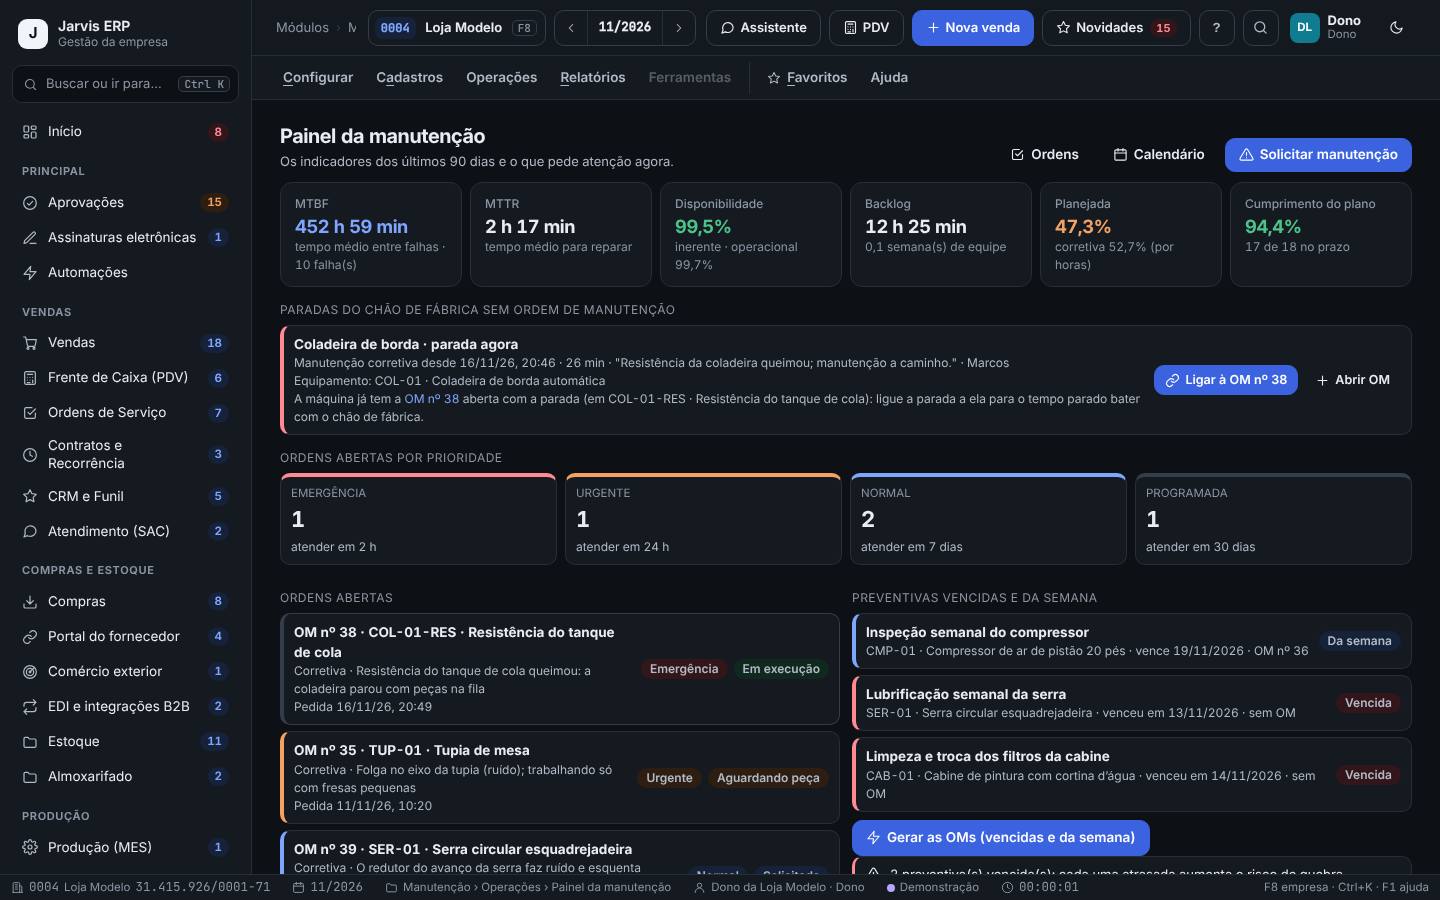 J
Jarvis ERP
Gestão da empresa
Buscar ou ir para... Ctrl K
Início 8
PRINCIPAL
Aprovações 15
Assinaturas eletrônicas 1
Automações
VENDAS
Vendas 18
Frente de Caixa (PDV) 6
Ordens de Serviço 7
Contratos e
Recorrência 3
CRM e Funil 5
Atendimento (SAC) 2
COMPRAS E ESTOQUE
Compras 8
Portal do fornecedor 4
Comércio exterior 1
EDI e integrações B2B 2
Estoque 11
Almoxarifado 2
PRODUÇÃO
Produção (MES) 1
Módulos › M 0004 Loja Modelo F8 ‹ 11/2026 › Assistente PDV + Nova venda Novidades 15 ? DL Dono
Dono
Configurar Cadastros Operações Relatórios Ferramentas Favoritos Ajuda
Painel da manutenção
Os indicadores dos últimos 90 dias e o que pede atenção agora.
Ordens Calendário Solicitar manutenção
MTBF
452 h 59 min
tempo médio entre falhas ·
10 falha(s)
MTTR
2 h 17 min
tempo médio para reparar
Disponibilidade
99,5%
inerente · operacional
99,7%
Backlog
12 h 25 min
0,1 semana(s) de equipe
Planejada
47,3%
corretiva 52,7% (por
horas)
Cumprimento do plano
94,4%
17 de 18 no prazo
PARADAS DO CHÃO DE FÁBRICA SEM ORDEM DE MANUTENÇÃO
Coladeira de borda · parada agora
Manutenção corretiva desde 16/11/26, 20:46 · 26 min · "Resistência da coladeira queimou; manutenção a caminho." · Marcos
Equipamento: COL-01 · Coladeira de borda automática
A máquina já tem a OM nº 38 aberta com a parada (em COL-01-RES · Resistência do tanque de cola): ligue a parada a ela para o tempo parado bater
com o chão de fábrica.
Ligar à OM nº 38 + Abrir OM
ORDENS ABERTAS POR PRIORIDADE
EMERGÊNCIA
1
atender em 2 h
URGENTE
1
atender em 24 h
NORMAL
2
atender em 7 dias
PROGRAMADA
1
atender em 30 dias
ORDENS ABERTAS
OM nº 38 · COL-01-RES · Resistência do tanque
de cola
Corretiva · Resistência do tanque de cola queimou: a
coladeira parou com peças na fila
Pedida 16/11/26, 20:49
Emergência Em execução
OM nº 35 · TUP-01 · Tupia de mesa
Corretiva · Folga no eixo da tupia (ruído); trabalhando só
com fresas pequenas
Pedida 11/11/26, 10:20
Urgente Aguardando peça
OM nº 39 · SER-01 · Serra circular esquadrejadeira
Corretiva · O redutor do avanço da serra faz ruído e esquenta
Normal Solicitada
PREVENTIVAS VENCIDAS E DA SEMANA
Inspeção semanal do compressor
CMP-01 · Compressor de ar de pistão 20 pés · vence 19/11/2026 · OM nº 36
Da semana
Lubrificação semanal da serra
SER-01 · Serra circular esquadrejadeira · venceu em 13/11/2026 · sem OM
Vencida
Limpeza e troca dos filtros da cabine
CAB-01 · Cabine de pintura com cortina d'água · venceu em 14/11/2026 · sem
OM
Vencida
Gerar as OMs (vencidas e da semana)
2 preventiva(s) vencida(s): cada uma atrasada aumenta o risco de quebra
0004 Loja Modelo 31.415.926/0001-71 11/2026 Manutenção › Operações › Painel da manutenção Dono da Loja Modelo · Dono Demonstração 00:00:01 F8 empresa · Ctrl+K · F1 ajuda